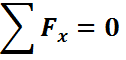 ∑ Fₓ = 0